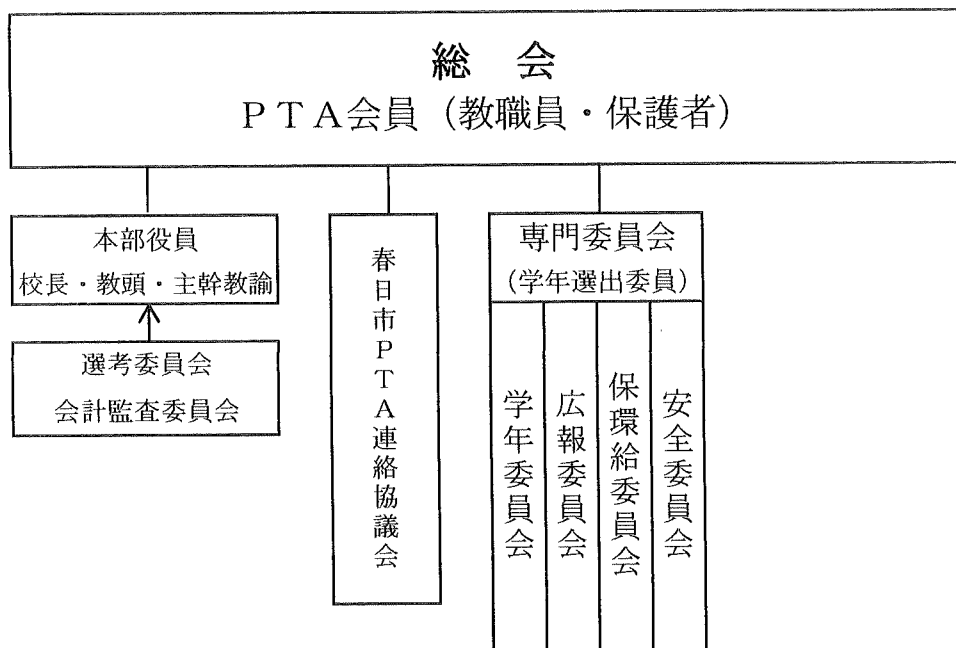 総 会
PTA会員(教職員・保護者)
本部役員
校長・教頭・主幹教諭
選考委員会
会計監査委員会
春日市PTA連絡協議会
専門委員会
(学年選出委員)
学年委員会
広報委員会
保環給委員会
安全委員会